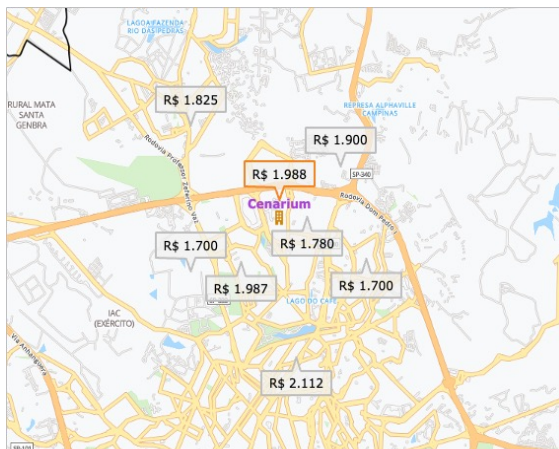 LAGOA FAZENDA
RIO DAS PEDRAS
RURAL MATA
SANTA
GENBRA
R$ 1.825
REPRESA ALPHAVILLE
CAMPINAS
R$ 1.900
Rodovia Professor Zeferino Vaz
R$ 1.988
SP-340
Cenarium
Rodovia Dom Pedro I
R$ 1.700
R$ 1.780
R$ 1.987
R$ 1.700
LAGO DO CAFÉ
IAC
(EXÉRCITO)
Via Anhanguera
R$ 2.112